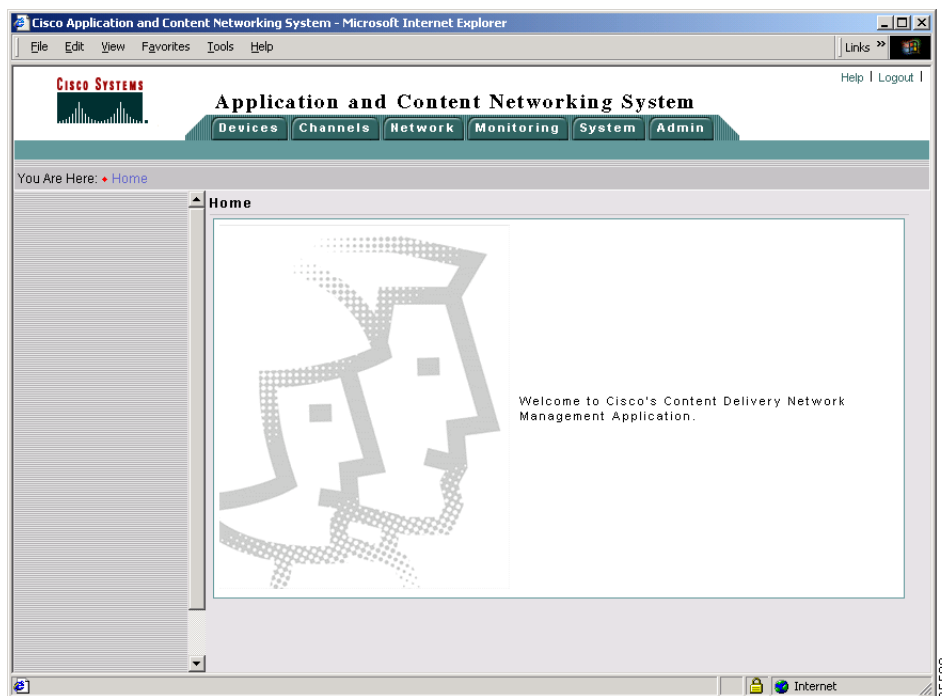 Cisco Application and Content Networking System - Microsoft Internet Explorer
File Edit View Favorites Tools Help
Links »
CISCO SYSTEMS
Help | Logout |
Application and Content Networking System
Devices Channels Network Monitoring System Admin
You Are Here: Home
Home
Welcome to Cisco's Content Delivery Network
Management Application.
Internet